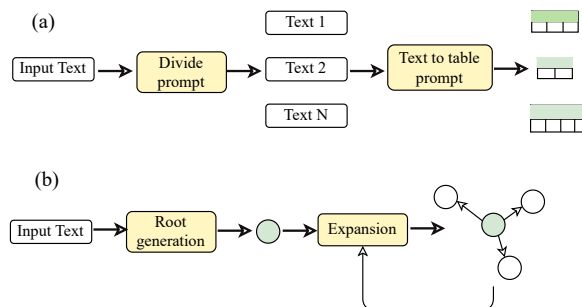 (a)
Text 1
Input Text
Divide
prompt
Text 2
Text to table
prompt
Text N
(b)
Input Text
Root
generation
Expansion